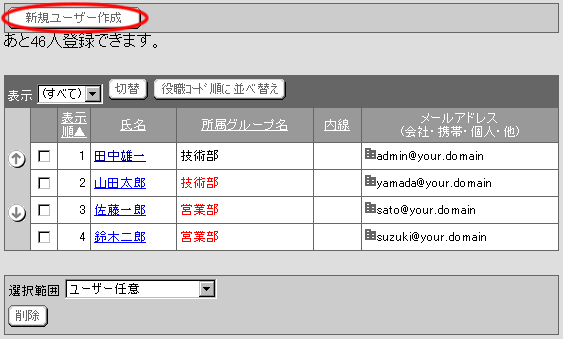 新規ユーザー作成
あと46人登録できます。
表示 (すべて) 切替 役職コード順に並べ替え
表示順▲ 氏名 所属グループ名 内線 メールアドレス
(会社・携帯・個人・他)
1 田中雄一 技術部 admin@your.domain
2 山田太郎 技術部 yamada@your.domain
3 佐藤一郎 営業部 sato@your.domain
4 鈴木二郎 営業部 suzuki@your.domain
選択範囲 ユーザー任意
削除